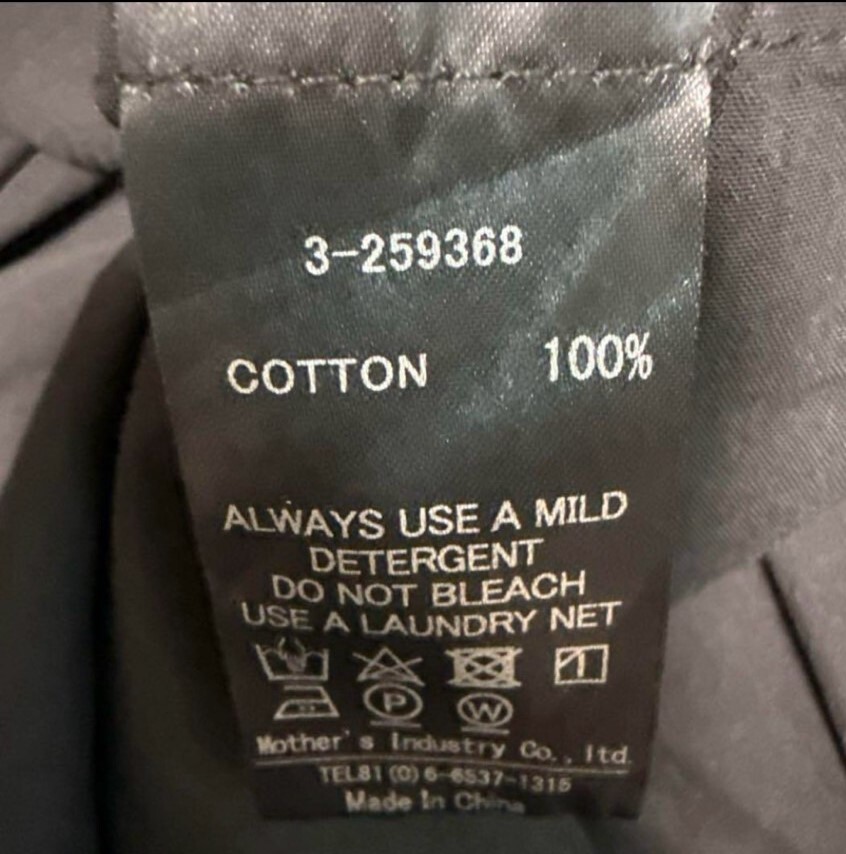 3-259368
COTTON 100%
ALWAYS USE A MILD
DETERGENT
DO NOT BLEACH
USE A LAUNDRY NET
P
W
Mother's Industry Co., ltd.
TEL81(0)6-6537-1315
Made In China